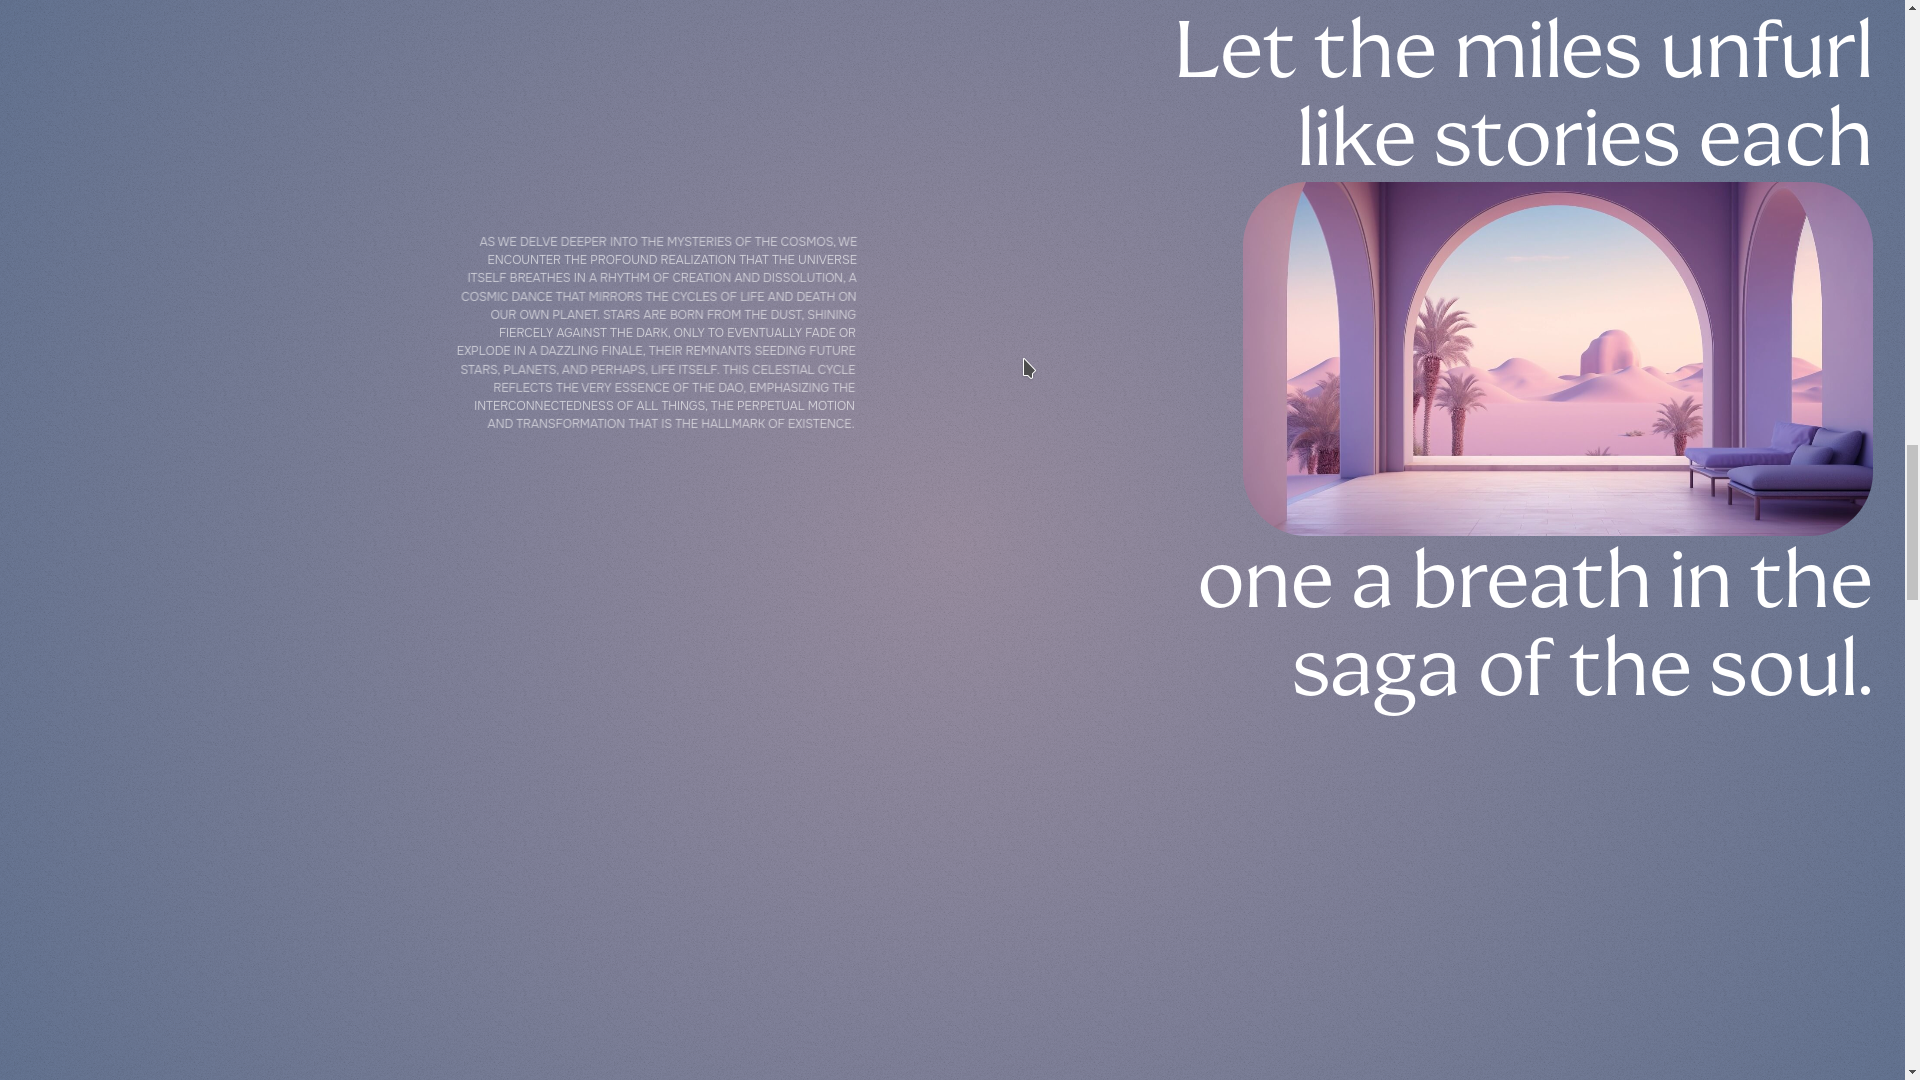 Let the miles unfurl
like stories each
one a breath in the
saga of the soul.
AS WE DELVE DEEPER INTO THE MYSTERIES OF THE COSMOS, WE
ENCOUNTER THE PROFOUND REALIZATION THAT THE UNIVERSE
ITSELF BREATHES IN A RHYTHM OF CREATION AND DISSOLUTION, A
COSMIC DANCE THAT MIRRORS THE CYCLES OF LIFE AND DEATH ON
OUR OWN PLANET. STARS ARE BORN FROM THE DUST, SHINING
FIERCELY AGAINST THE DARK, ONLY TO EVENTUALLY FADE OR
EXPLODE IN A DAZZLING FINALE, THEIR REMNANTS SEEDING FUTURE
STARS, PLANETS, AND PERHAPS, LIFE ITSELF. THIS CELESTIAL CYCLE
REFLECTS THE VERY ESSENCE OF THE DAO, EMPHASIZING THE
INTERCONNECTEDNESS OF ALL THINGS, THE PERPETUAL MOTION
AND TRANSFORMATION THAT IS THE HALLMARK OF EXISTENCE.